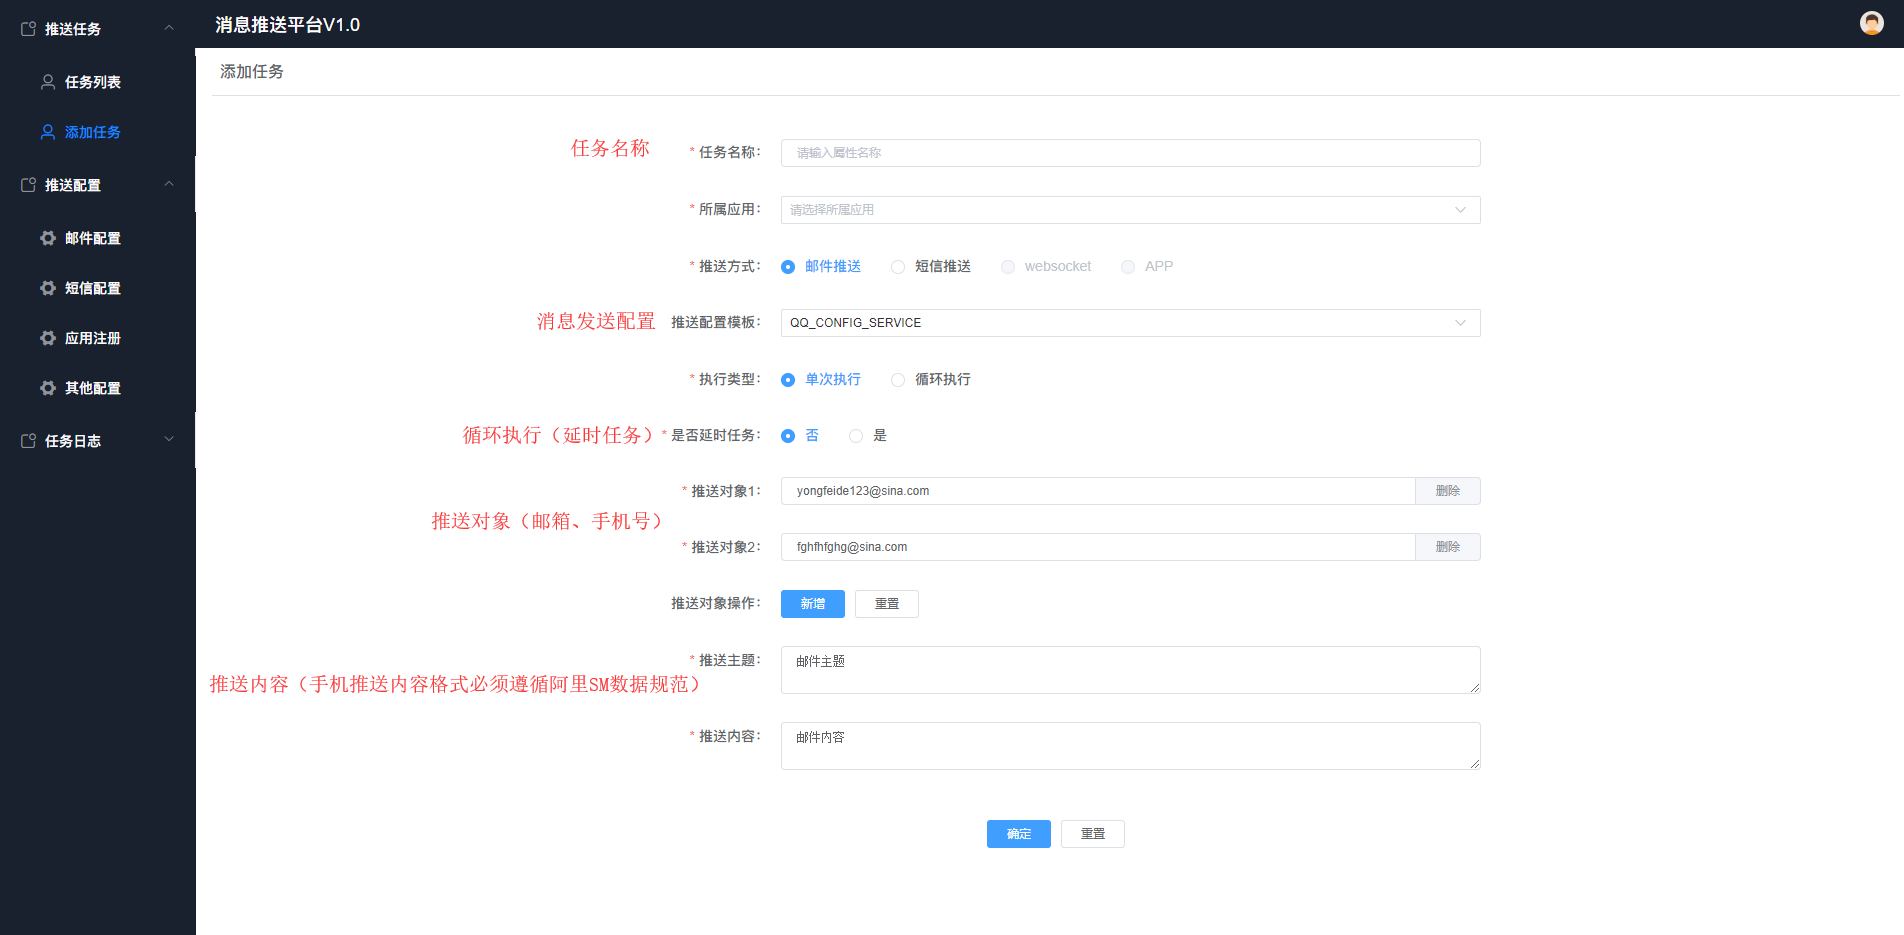 推送任务
任务列表
添加任务
推送配置
邮件配置
短信配置
应用注册
其他配置
任务日志
消息推送平台V1.0
添加任务
任务名称 * 任务名称： 请输入属性名称
* 所属应用： 请选择所属应用
* 推送方式： 邮件推送 短信推送 websocket APP
消息发送配置 推送配置模板： QQ_CONFIG_SERVICE
* 执行类型： 单次执行 循环执行
循环执行（延时任务） * 是否延时任务： 否 是
* 推送对象1： yongfeide123@sina.com 删除
推送对象（邮箱、手机号）
* 推送对象2： fghfhfghg@sina.com 删除
推送对象操作： 新增 重置
* 推送主题： 邮件主题
推送内容（手机推送内容格式必须遵循阿里SM数据规范）
* 推送内容： 邮件内容
确定 重置